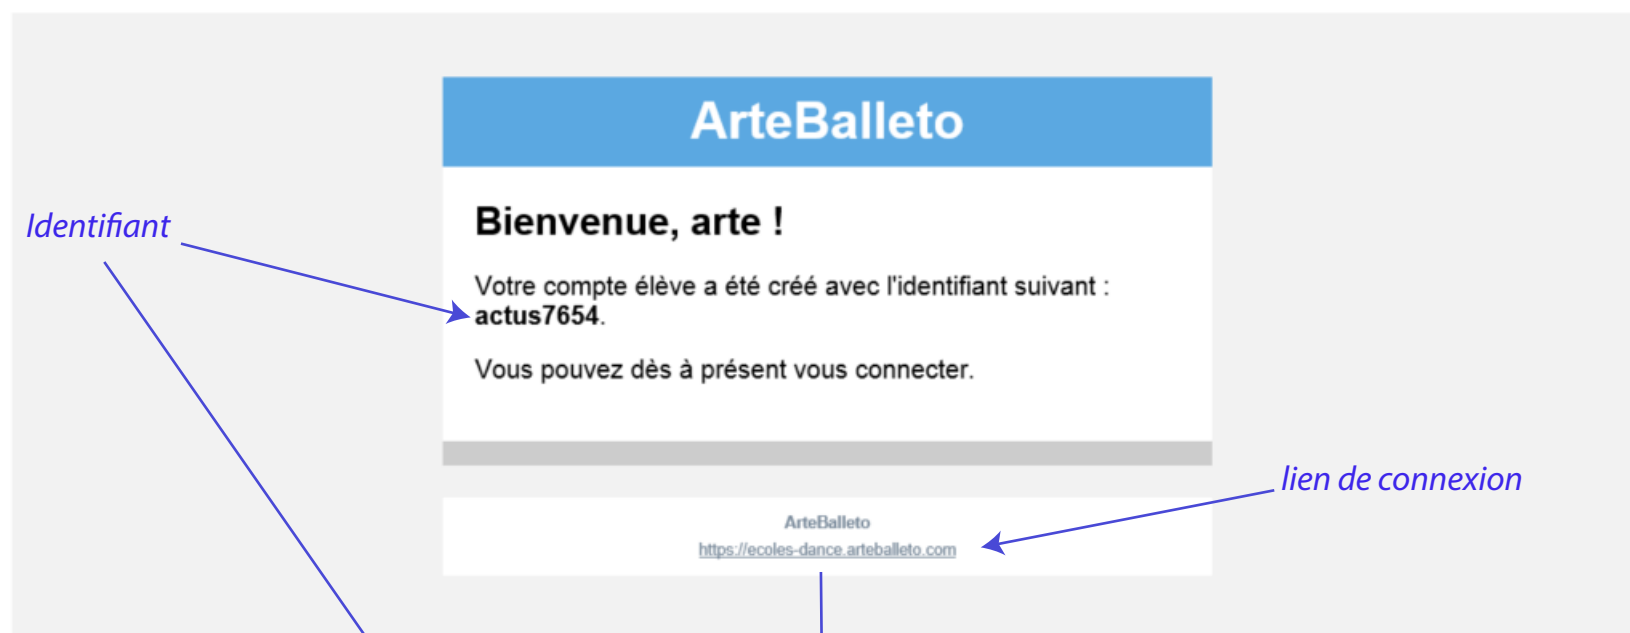 ArteBalleto
Identifiant
Bienvenue, arte !
Votre compte élève a été créé avec l'identifiant suivant :
actus7654.
Vous pouvez dès à présent vous connecter.
lien de connexion
ArteBalleto
https://ecoles-dance.arteballeto.com